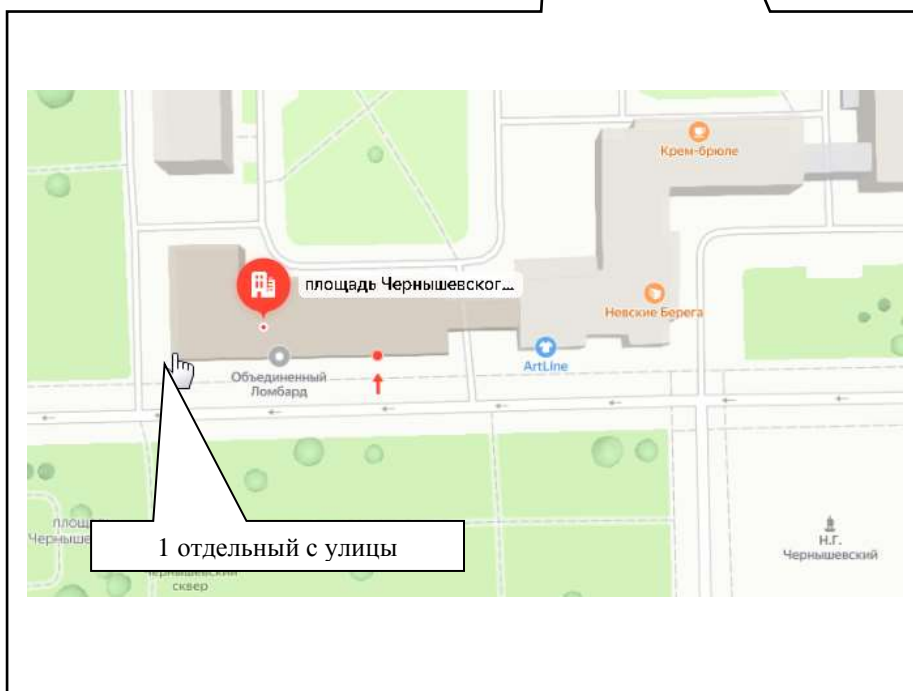 Крем-брюле
площадь Чернышевског...
Невские Берега
ArtLine
Объединенный
Ломбард
1 отдельный с улицы
Н.Г.
Чернышевский
сквер